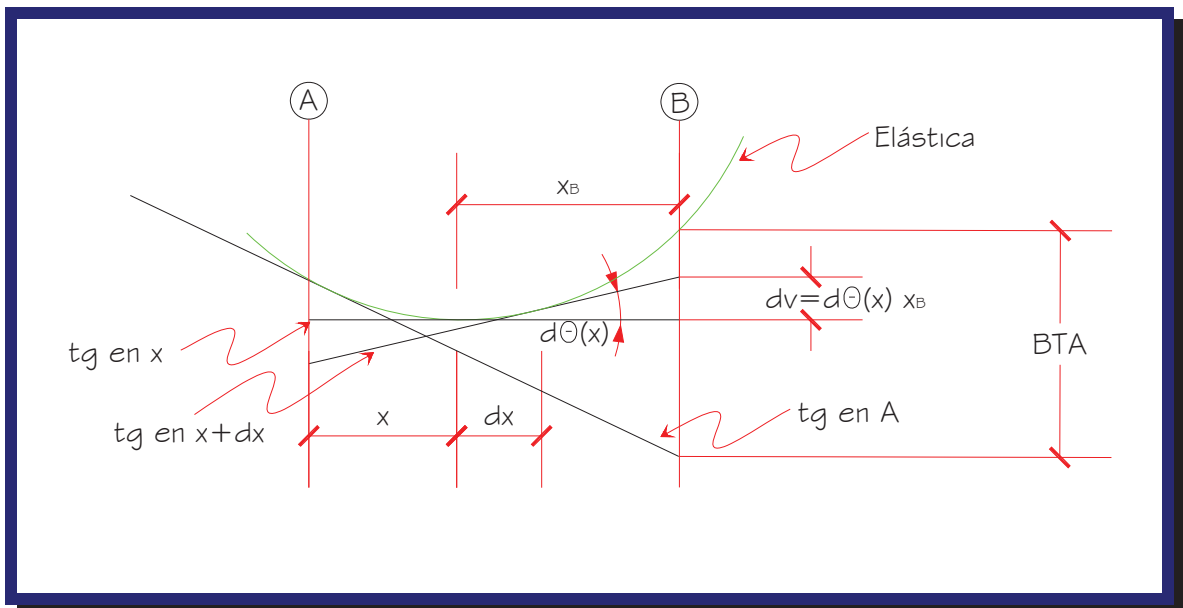 A
B
Elástica
xB
dv=dΘ(x) xB
dΘ(x)
tg en x
BTA
tg en x+dx
x
dx
tg en A